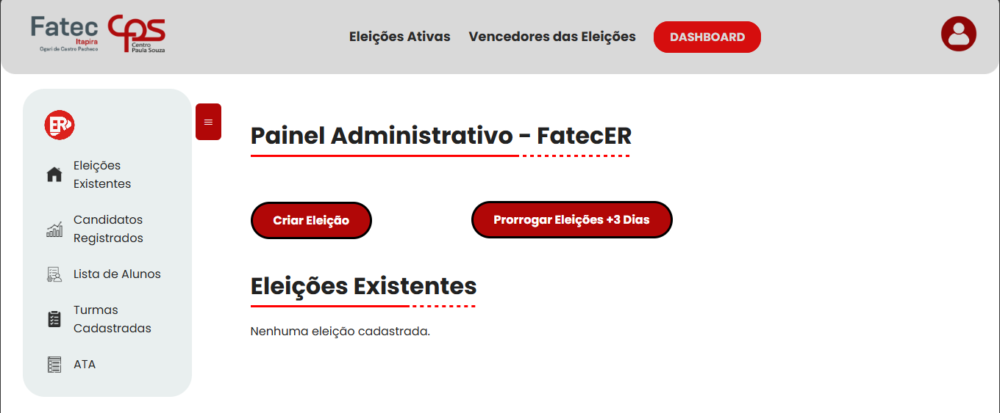 Fatec
Itapira
Ogari de Castro Pacheco
CPS
Centro
Paula Souza
Eleições Ativas
Vencedores das Eleições
DASHBOARD
ER
Eleições
Existentes
Candidatos
Registrados
Lista de Alunos
Turmas
Cadastradas
ATA
Painel Administrativo - FatecER
Criar Eleição
Prorrogar Eleições +3 Dias
Eleições Existentes
Nenhuma eleição cadastrada.